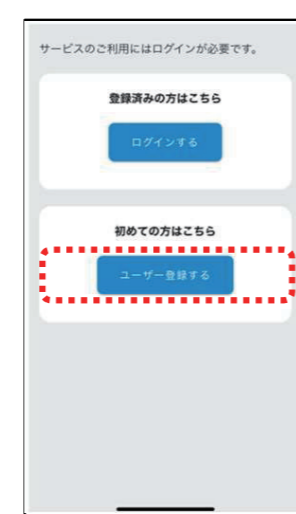 サービスのご利用にはログインが必要です。
登録済みの方はこちら
ログインする
初めての方はこちら
ユーザー登録する